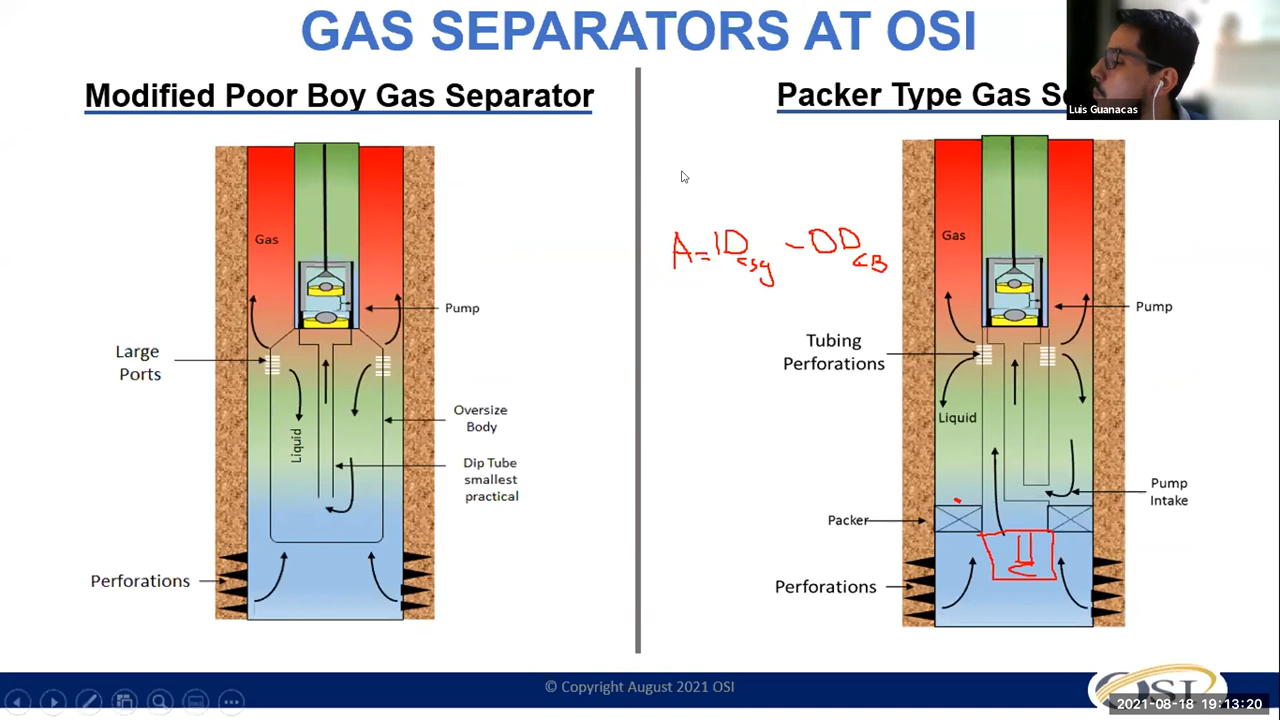 GAS SEPARATORS AT OSI
Modified Poor Boy Gas Separator
Gas
Pump
Large
Ports
Oversize
Body
Liquid
Dip Tube
smallest
practical
Perforations
Packer Type Gas
Luis Guanacas
A = ID csg - OD GB
Gas
Pump
Tubing
Perforations
Liquid
Pump
Intake
Packer
Perforations
© Copyright August 2021 OSI
OSI
2021-08-18 19:13:20